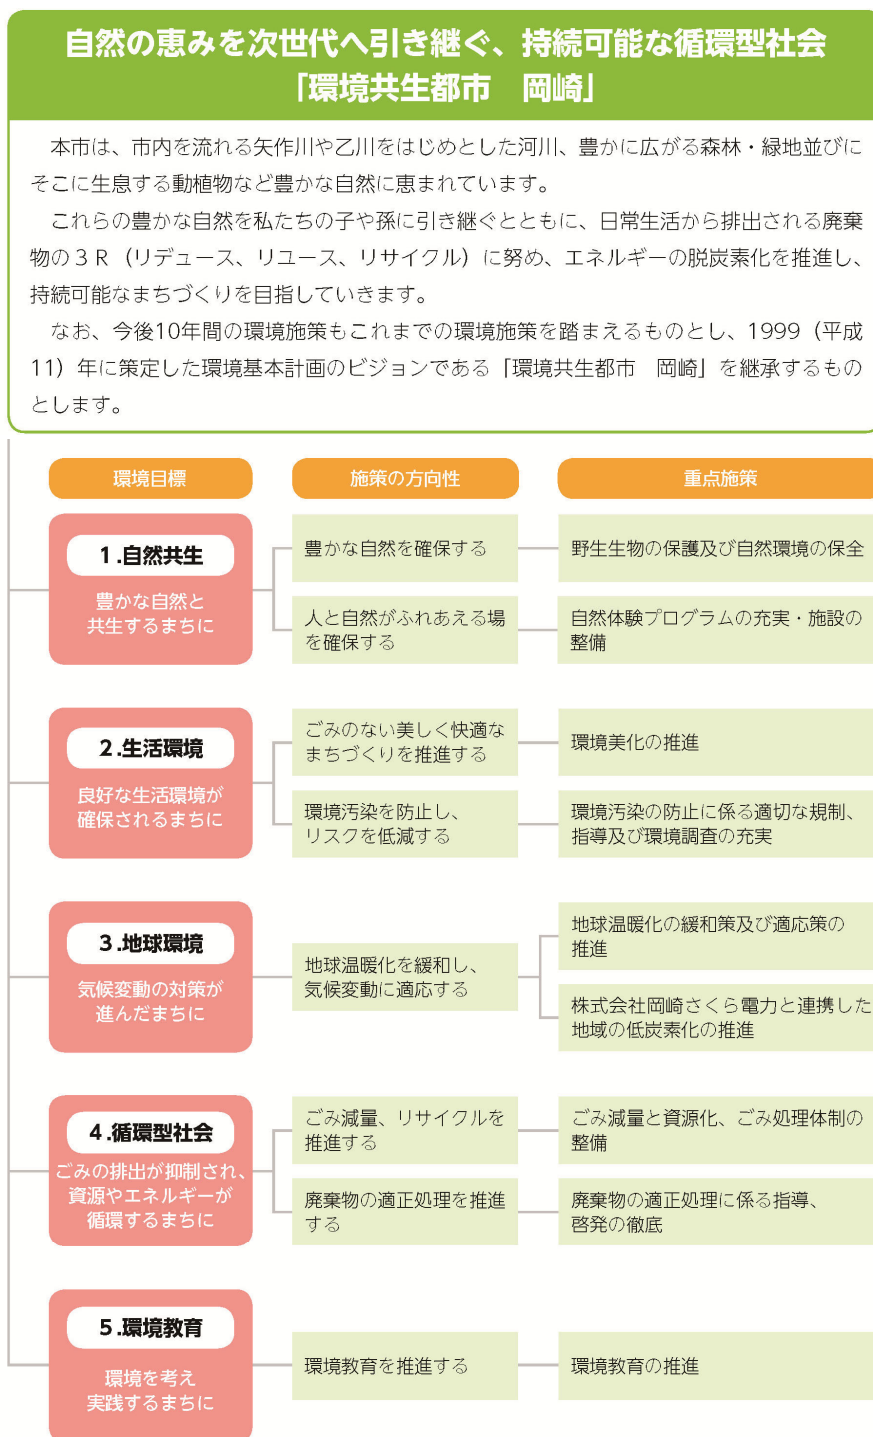 自然の恵みを次世代へ引き継ぐ、持続可能な循環型社会
「環境共生都市　岡崎」
本市は、市内を流れる矢作川や乙川をはじめとした河川、豊かに広がる森林・緑地並びに
そこに生息する動植物など豊かな自然に恵まれています。
これらの豊かな自然を私たちの子や孫に引き継ぐとともに、日常生活から排出される廃棄
物の３Ｒ（リデュース、リユース、リサイクル）に努め、エネルギーの脱炭素化を推進し、
持続可能なまちづくりを目指していきます。
なお、今後10年間の環境施策もこれまでの環境施策を踏まえるものとし、1999（平成
11）年に策定した環境基本計画のビジョンである「環境共生都市　岡崎」を継承するもの
とします。
環境目標
施策の方向性
重点施策
１.自然共生
豊かな自然と
共生するまちに
豊かな自然を確保する
野生生物の保護及び自然環境の保全
人と自然がふれあえる場
を確保する
自然体験プログラムの充実・施設の
整備
２.生活環境
良好な生活環境が
確保されるまちに
ごみのない美しく快適な
まちづくりを推進する
環境美化の推進
環境汚染を防止し、
リスクを低減する
環境汚染の防止に係る適切な規制、
指導及び環境調査の充実
３.地球環境
気候変動の対策が
進んだまちに
地球温暖化を緩和し、
気候変動に適応する
地球温暖化の緩和策及び適応策の
推進
株式会社岡崎さくら電力と連携した
地域の低炭素化の推進
４.循環型社会
ごみの排出が抑制され、
資源やエネルギーが
循環するまちに
ごみ減量、リサイクルを
推進する
ごみ減量と資源化、ごみ処理体制の
整備
廃棄物の適正処理を推進
する
廃棄物の適正処理に係る指導、
啓発の徹底
５.環境教育
環境を考え
実践するまちに
環境教育を推進する
環境教育の推進